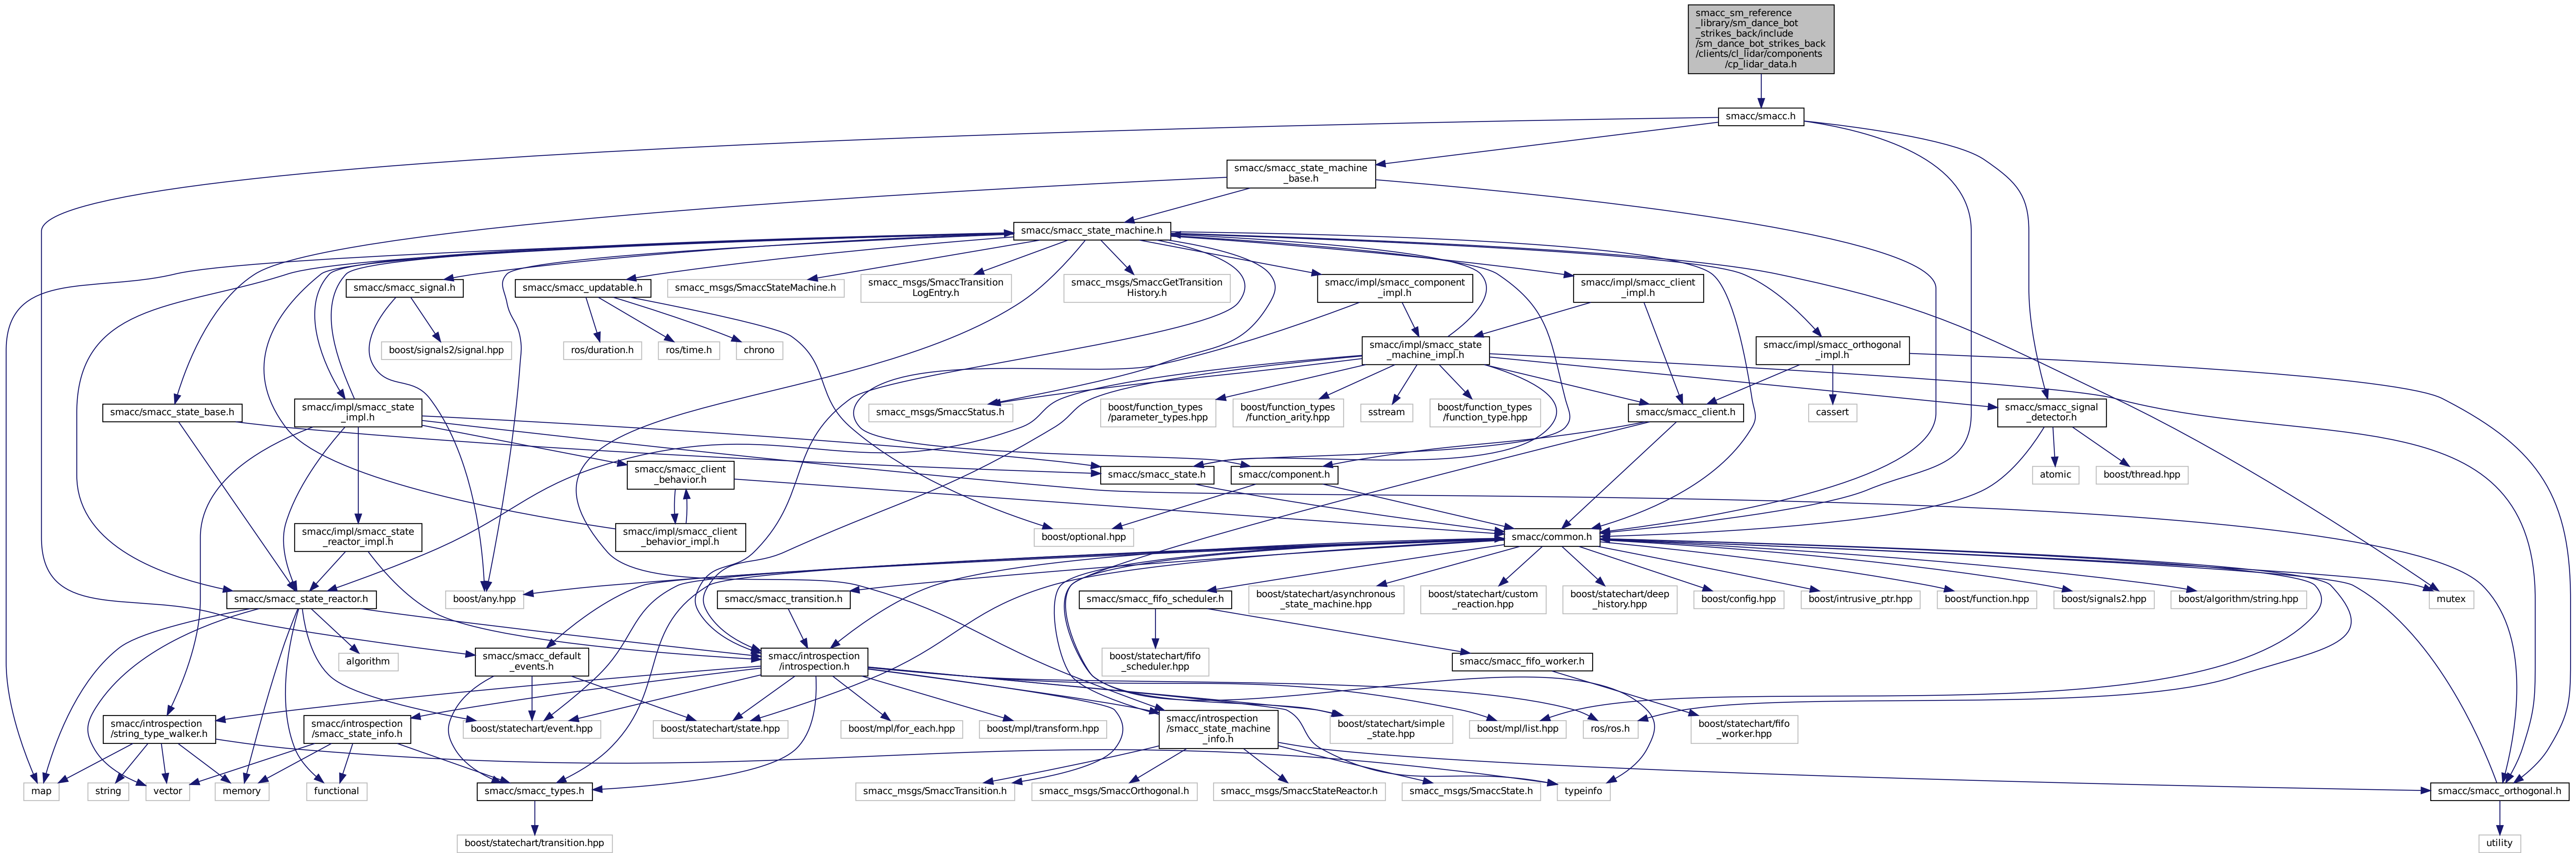 smacc_sm_reference
_library/sm_dance_bot
_strikes_back/include
/sm_dance_bot_strikes_back
/clients/cl_lidar/components
/cp_lidar_data.h
smacc/smacc.h
smacc/smacc_state_machine
_base.h
smacc/smacc_state_machine.h
smacc/smacc_signal.h
smacc/smacc_updatable.h
smacc_msgs/SmaccStateMachine.h
smacc_msgs/SmaccTransition
LogEntry.h
smacc_msgs/SmaccGetTransition
History.h
smacc/impl/smacc_component
_impl.h
smacc/impl/smacc_client
_impl.h
boost/signals2/signal.hpp
ros/duration.h
ros/time.h
chrono
smacc/impl/smacc_state
_machine_impl.h
smacc/impl/smacc_orthogonal
_impl.h
smacc/smacc_state_base.h
smacc/impl/smacc_state
_impl.h
smacc_msgs/SmaccStatus.h
boost/function_types
/parameter_types.hpp
boost/function_types
/function_arity.hpp
sstream
boost/function_types
/function_type.hpp
smacc/smacc_client.h
cassert
smacc/smacc_signal
_detector.h
smacc/smacc_client
_behavior.h
smacc/smacc_state.h
smacc/component.h
atomic
boost/thread.hpp
smacc/impl/smacc_state
_reactor_impl.h
smacc/impl/smacc_client
_behavior_impl.h
boost/optional.hpp
smacc/common.h
smacc/smacc_state_reactor.h
boost/any.hpp
smacc/smacc_transition.h
smacc/smacc_fifo_scheduler.h
boost/statechart/asynchronous
_state_machine.hpp
boost/statechart/custom
_reaction.hpp
boost/statechart/deep
_history.hpp
boost/config.hpp
boost/intrusive_ptr.hpp
boost/function.hpp
boost/signals2.hpp
boost/algorithm/string.hpp
mutex
algorithm
smacc/smacc_default
_events.h
smacc/introspection
/introspection.h
boost/statechart/fifo
_scheduler.hpp
smacc/smacc_fifo_worker.h
smacc/introspection
/string_type_walker.h
smacc/introspection
/smacc_state_info.h
boost/statechart/event.hpp
boost/statechart/state.hpp
boost/mpl/for_each.hpp
boost/mpl/transform.hpp
smacc/introspection
/smacc_state_machine
_info.h
boost/statechart/simple
_state.hpp
boost/mpl/list.hpp
ros/ros.h
boost/statechart/fifo
_worker.hpp
map
string
vector
memory
functional
smacc/smacc_types.h
smacc_msgs/SmaccTransition.h
smacc_msgs/SmaccOrthogonal.h
smacc_msgs/SmaccStateReactor.h
smacc_msgs/SmaccState.h
typeinfo
smacc/smacc_orthogonal.h
boost/statechart/transition.hpp
utility